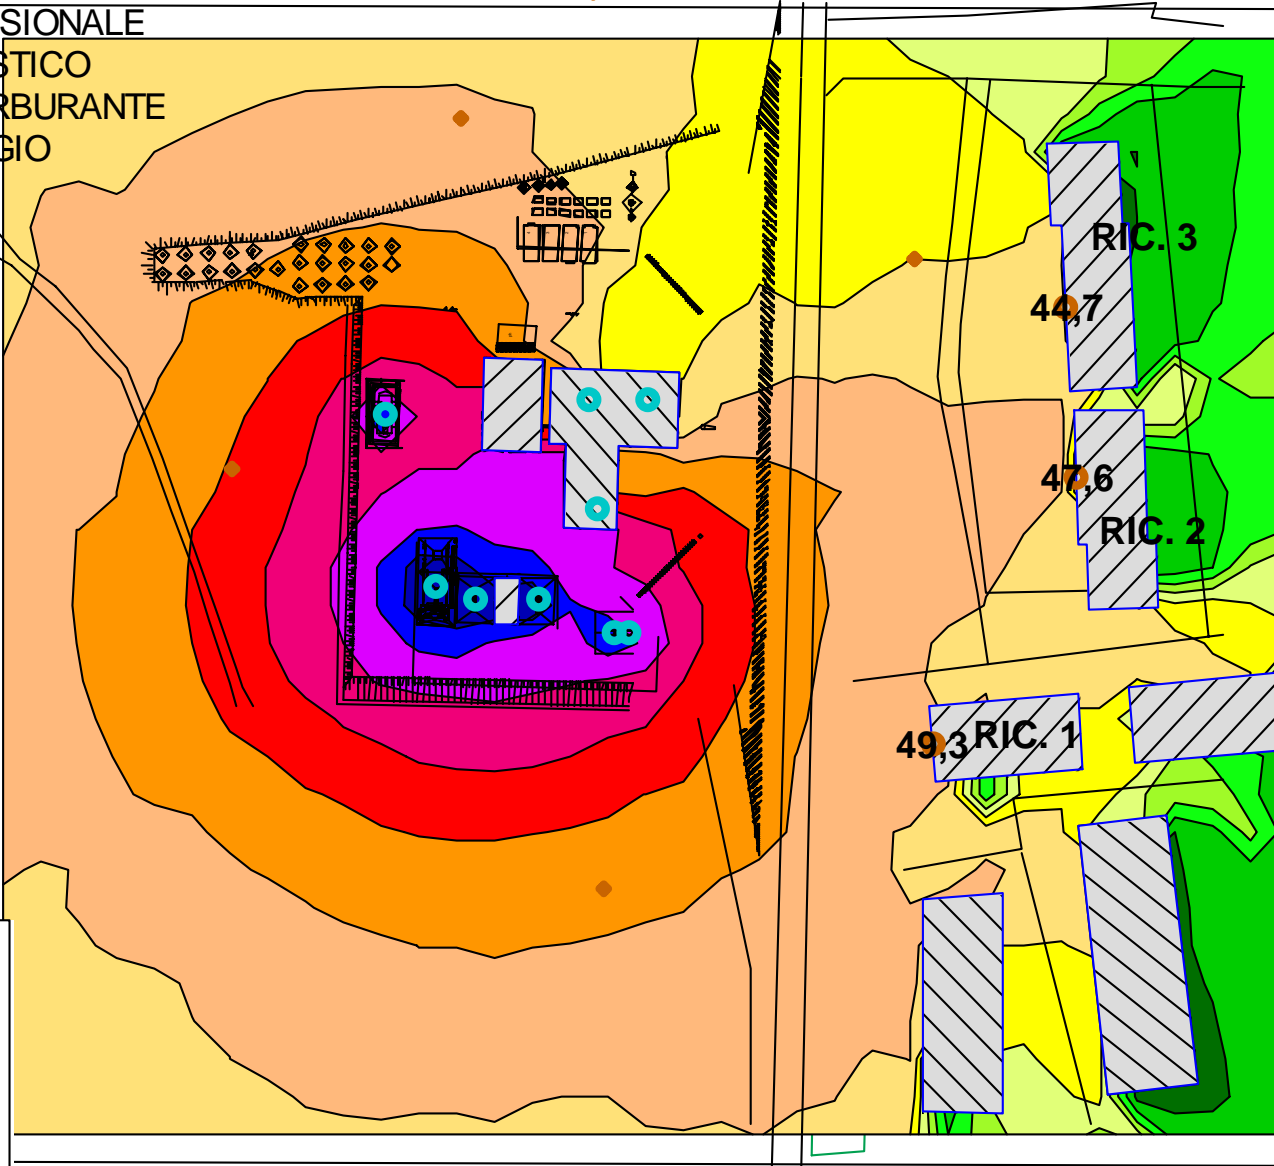 SIONALE
STICO
RBURANTE
GIO
RIC. 3
44,7
47,6
RIC. 2
49,3
RIC. 1